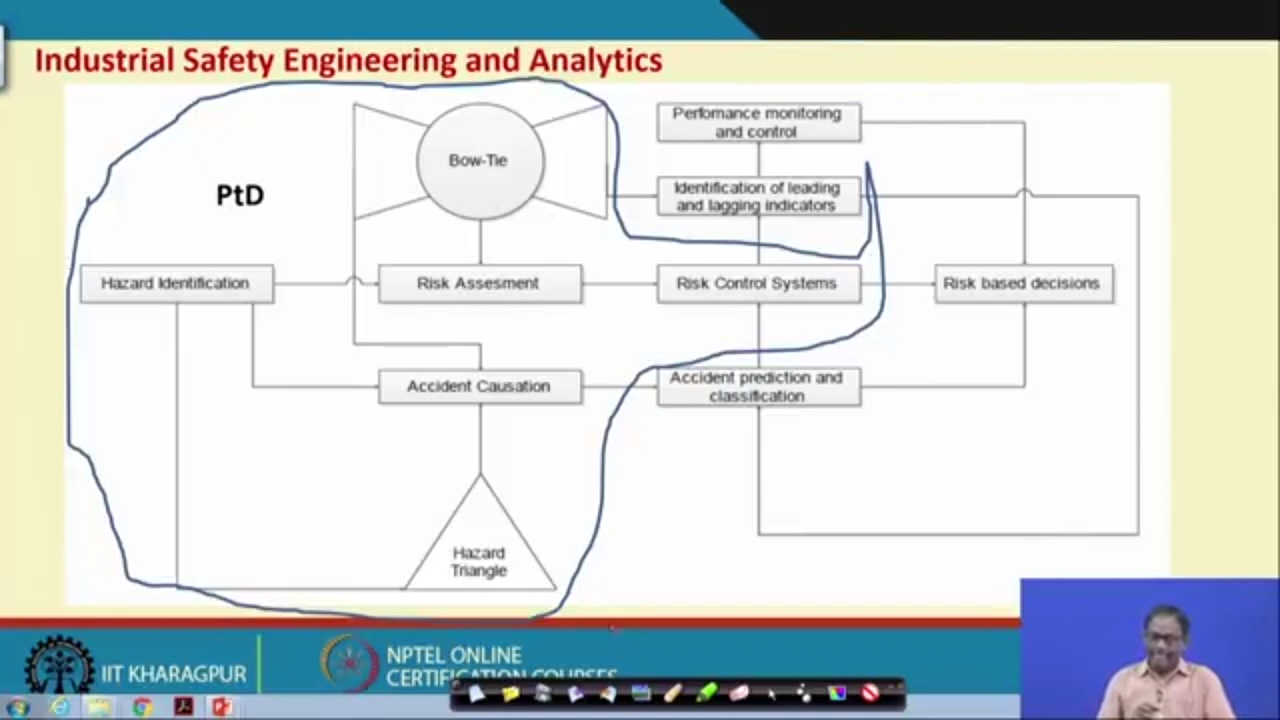 Industrial Safety Engineering and Analytics
PtD
Bow-Tie
Perfomance monitoring
and control
Identification of leading
and lagging indicators
Hazard Identification
Risk Assesment
Risk Control Systems
Risk based decisions
Accident Causation
Accident prediction and
classification
Hazard
Triangle
IIT KHARAGPUR
NPTEL ONLINE
CERTIFICATION COURSES